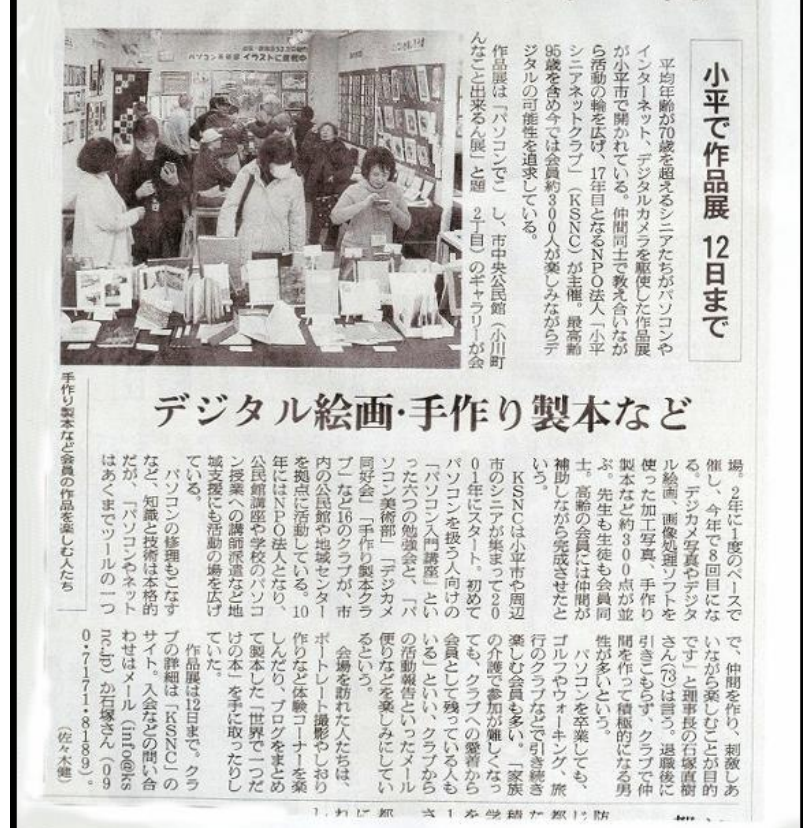 小平で作品展 12日まで
平均年齢が70歳を超えるシニアたちがパソコンや
インターネット、デジタルカメラを駆使した作品展
が小平市で開かれている。仲間同士で教え合いなが
ら活動の輪を広げ、17年目となるNPO法人「小平
シニアネットクラブ」(KSNC)が主催。最高齢
95歳を含め今では会員約300人が楽しみながらデ
ジタルの可能性を追求している。
作品展は「パソコンでこ
んなこと出来るん展」と題
し、市中央公民館(小川町
2丁目)のギャラリーが会
パソコン美術部 イラストに挑戦中
手作り製本など会員の作品を楽しむ人たち
デジタル絵画・手作り製本など
場。2年に1度のペースで
催し、今年で8回目にな
る。デジカメ写真やデジタ
ル絵画、画像処理ソフトを
使った加工写真、手作り
製本など約300点が並
ぶ。先生も生徒も会員同
士。高齢の会員には仲間が
補助しながら完成させたと
いう。
KSNCは小平市や周辺
市のシニアが集まって20
01年にスタート。初めて
パソコンを扱う人向けの
「パソコン入門講座」とい
った六つの勉強会と、「パ
ソコン美術部」「デジカメ
同好会」「手作り製本クラ
ブ」など16のクラブが、市
内の公民館や地域センター
を拠点に活動している。10
年にはNPO法人となり、
公民館講座や学校のパソコ
ン授業への講師派遣など地
域支援にも活動の場を広げ
ている。
パソコンの修理もこなす
など、知識と技術は本格的
だが、「パソコンやネット
はあくまでツールの一つ
で、仲間を作り、刺激しあ
いながら楽しむことが目的
です」と理事長の石塚直樹
さん(73)は言う。退職後に
引きこもらず、クラブで仲
間を作って積極的になる男
性が多いという。
パソコンを卒業しても、
ゴルフやウォーキング、旅
行のクラブなどで引き続き
楽しむ会員も多い。「家族
の介護で参加が難しくなっ
ても、クラブへの愛着から
会員として残っている人も
いる」といい、クラブから
の活動報告といったメール
便りなどを楽しみにしてい
るという。
会場を訪れた人たちは、
ポートレート撮影やしおり
作りなど体験コーナーを楽
しんだり、ブログをまとめ
て製本した「世界で一つだ
けの本」を手に取ったりし
ていた。
作品展は12日まで。クラ
ブの詳細は「KSNC」の
サイト。入会などの問い合
わせはメール(info@ks
nc.jp)か石塚さん(09
0・7171・8189)。
(佐々木健)